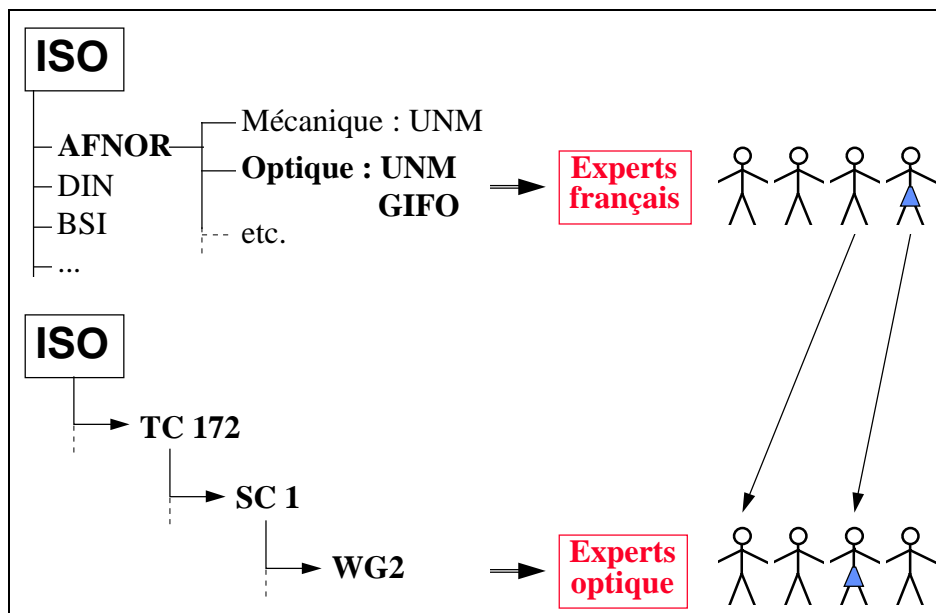 ISO
AFNOR
DIN
BSI
...
Mécanique : UNM
Optique : UNM
GIFO
etc.
Experts
français
ISO
TC 172
SC 1
WG2
Experts
optique